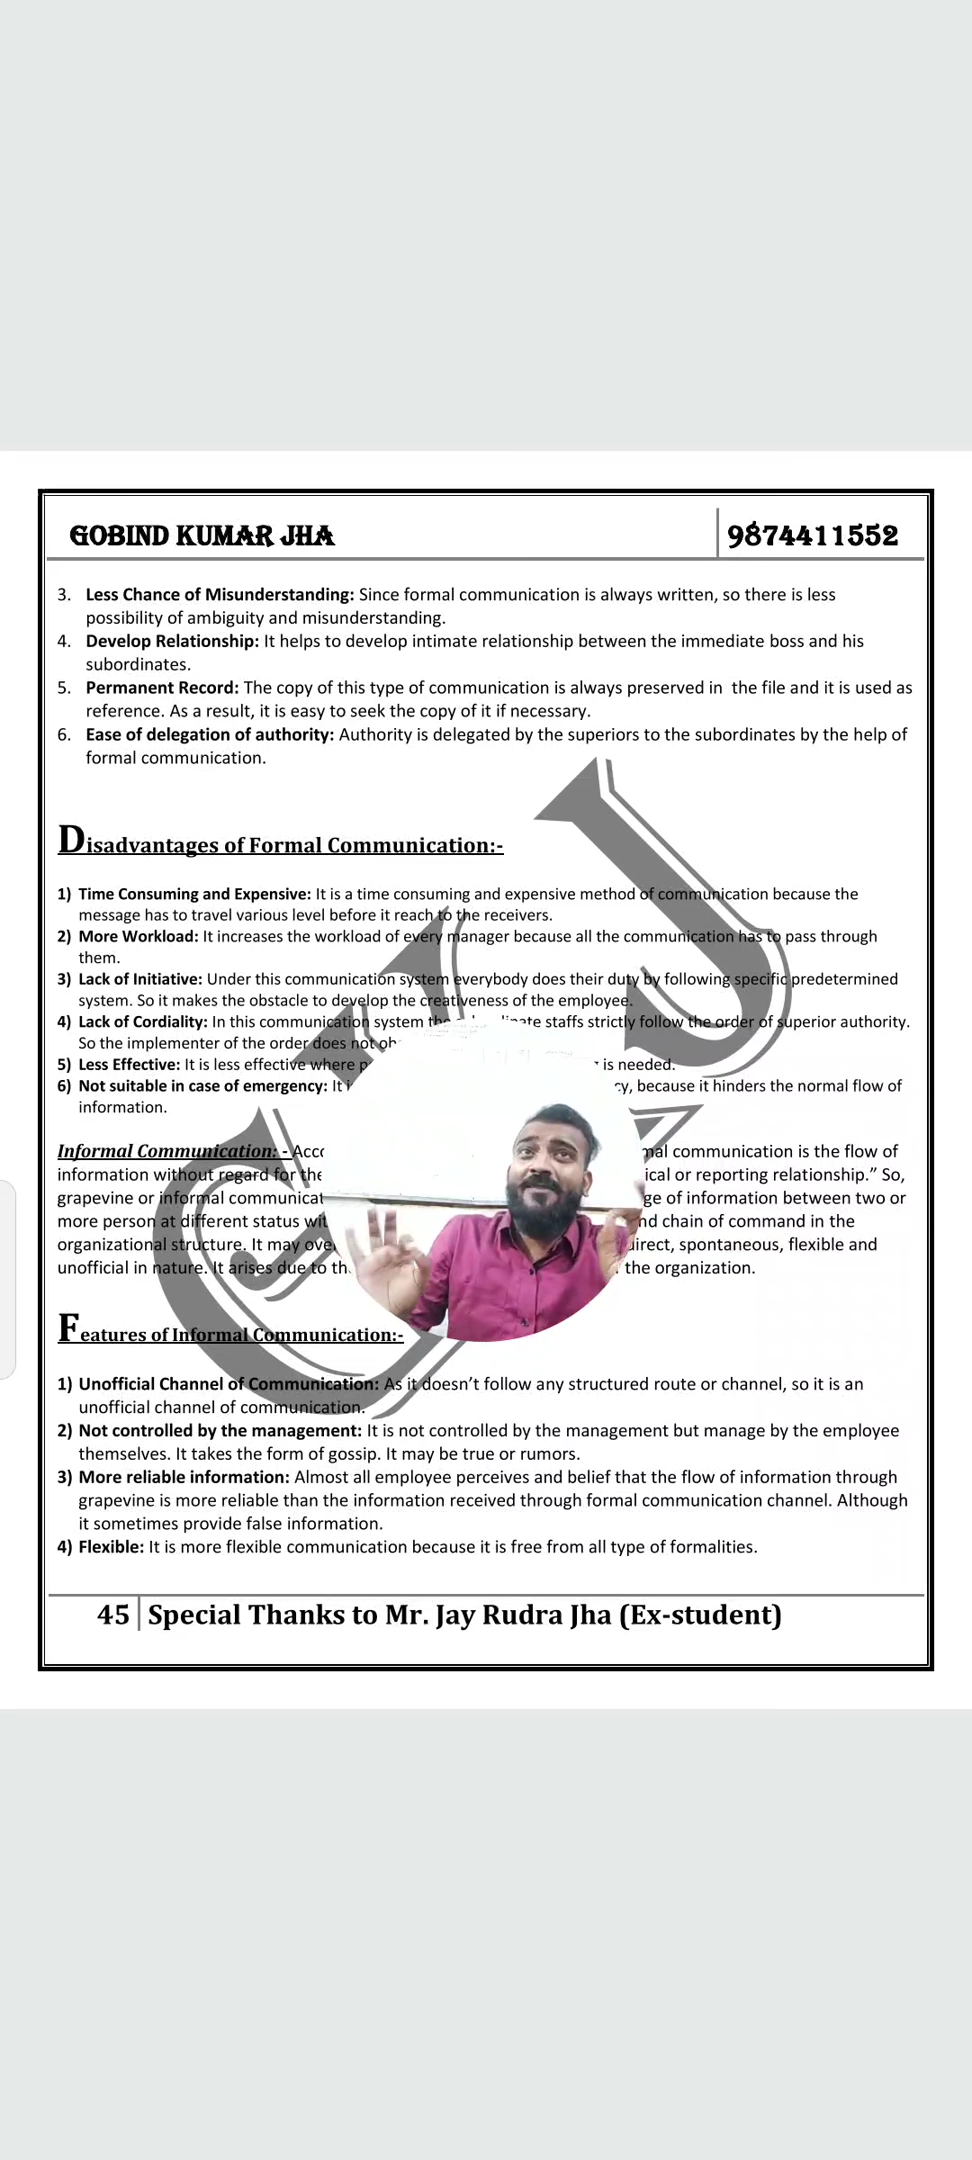 GOBIND KUMAR JHA
9874411552
3. Less Chance of Misunderstanding: Since formal communication is always written, so there is less
possibility of ambiguity and misunderstanding.
4. Develop Relationship: It helps to develop intimate relationship between the immediate boss and his
subordinates.
5. Permanent Record: The copy of this type of communication is always preserved in the file and it is used as
reference. As a result, it is easy to seek the copy of it if necessary.
6. Ease of delegation of authority: Authority is delegated by the superiors to the subordinates by the help of
formal communication.
Disadvantages of Formal Communication:-
1) Time Consuming and Expensive: It is a time consuming and expensive method of communication because the
message has to travel various level before it reach to the receivers.
2) More Workload: It increases the workload of every manager because all the communication has to pass through
them.
3) Lack of Initiative: Under this communication system everybody does their duty by following specific predetermined
system. So it makes the obstacle to develop the creativeness of the employee.
4) Lack of Cordiality: In this communication system staffs strictly follow the order of superior authority.
So the implementer of the order does not
5) Less Effective: It is less effective where is needed.
6) Not suitable in case of emergency: It because it hinders the normal flow of
information.
Informal Communication: - communication is the flow of
information without regard for or reporting relationship.” So,
grapevine or informal of information between two or
more person at different status chain of command in the
organizational structure. It may spontaneous, flexible and
unofficial in nature. It arises due to the organization.
Features of Informal Communication:-
1) Unofficial Channel of Communication: As it doesn’t follow any structured route or channel, so it is an
unofficial channel of communication.
2) Not controlled by the management: It is not controlled by the management but manage by the employee
themselves. It takes the form of gossip. It may be true or rumors.
3) More reliable information: Almost all employee perceives and belief that the flow of information through
grapevine is more reliable than the information received through formal communication channel. Although
it sometimes provide false information.
4) Flexible: It is more flexible communication because it is free from all type of formalities.
45 Special Thanks to Mr. Jay Rudra Jha (Ex-student)